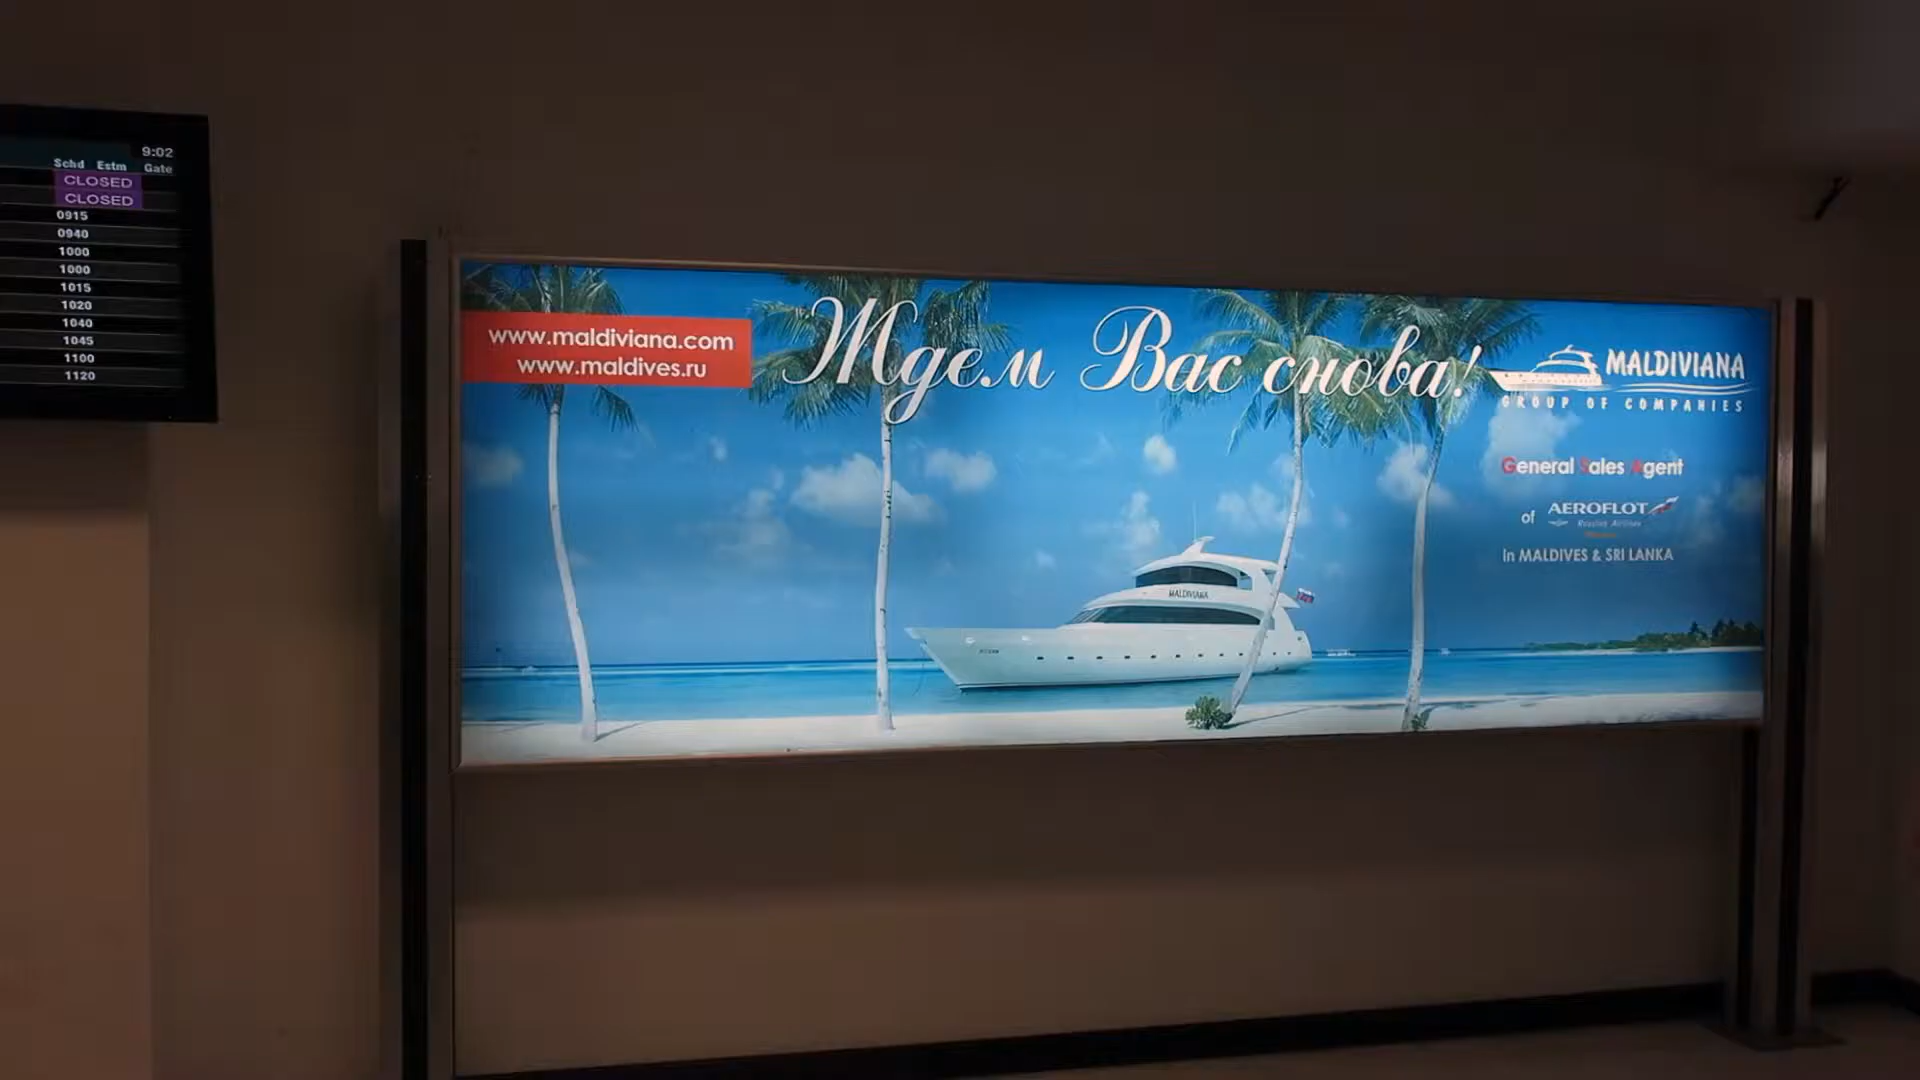 9:02
Schd Estm Gate
CLOSED
CLOSED
0915
0940
1000
1000
1015
1020
1040
1045
1100
1120
www.maldiviana.com
www.maldives.ru
Ждем Вас снова!
MALDIVIANA
GROUP OF COMPANIES
General Sales Agent
of AEROFLOT
Russian Airlines
in MALDIVES & SRI LANKA
MALDIVIANA